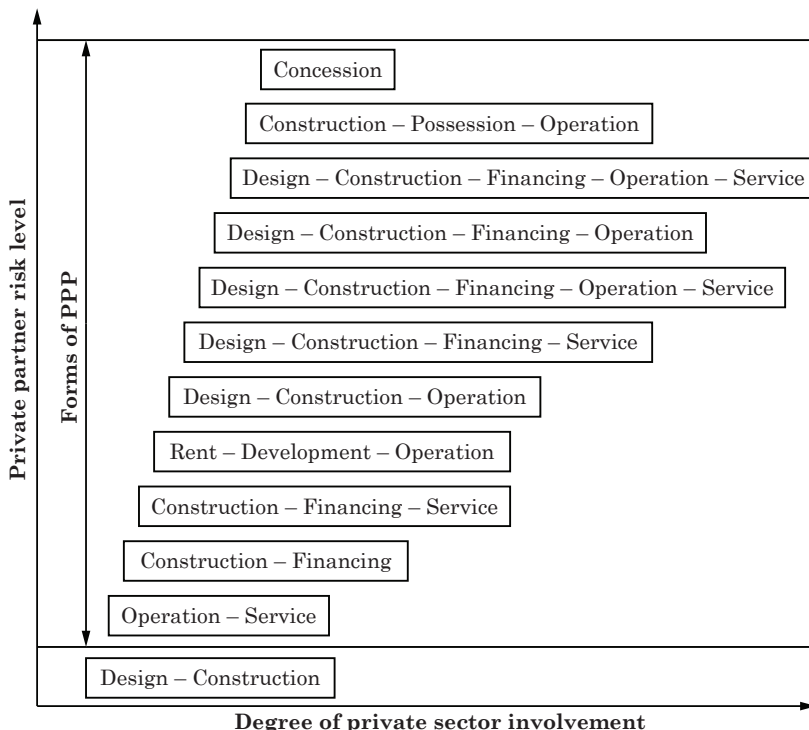 Concession
Construction – Possession – Operation
Design – Construction – Financing – Operation – Service
Design – Construction – Financing – Operation
Design – Construction – Financing – Operation – Service
Design – Construction – Financing – Service
Design – Construction – Operation
Rent – Development – Operation
Construction – Financing – Service
Construction – Financing
Operation – Service
Design – Construction
Private partner risk level
Forms of PPP
Degree of private sector involvement